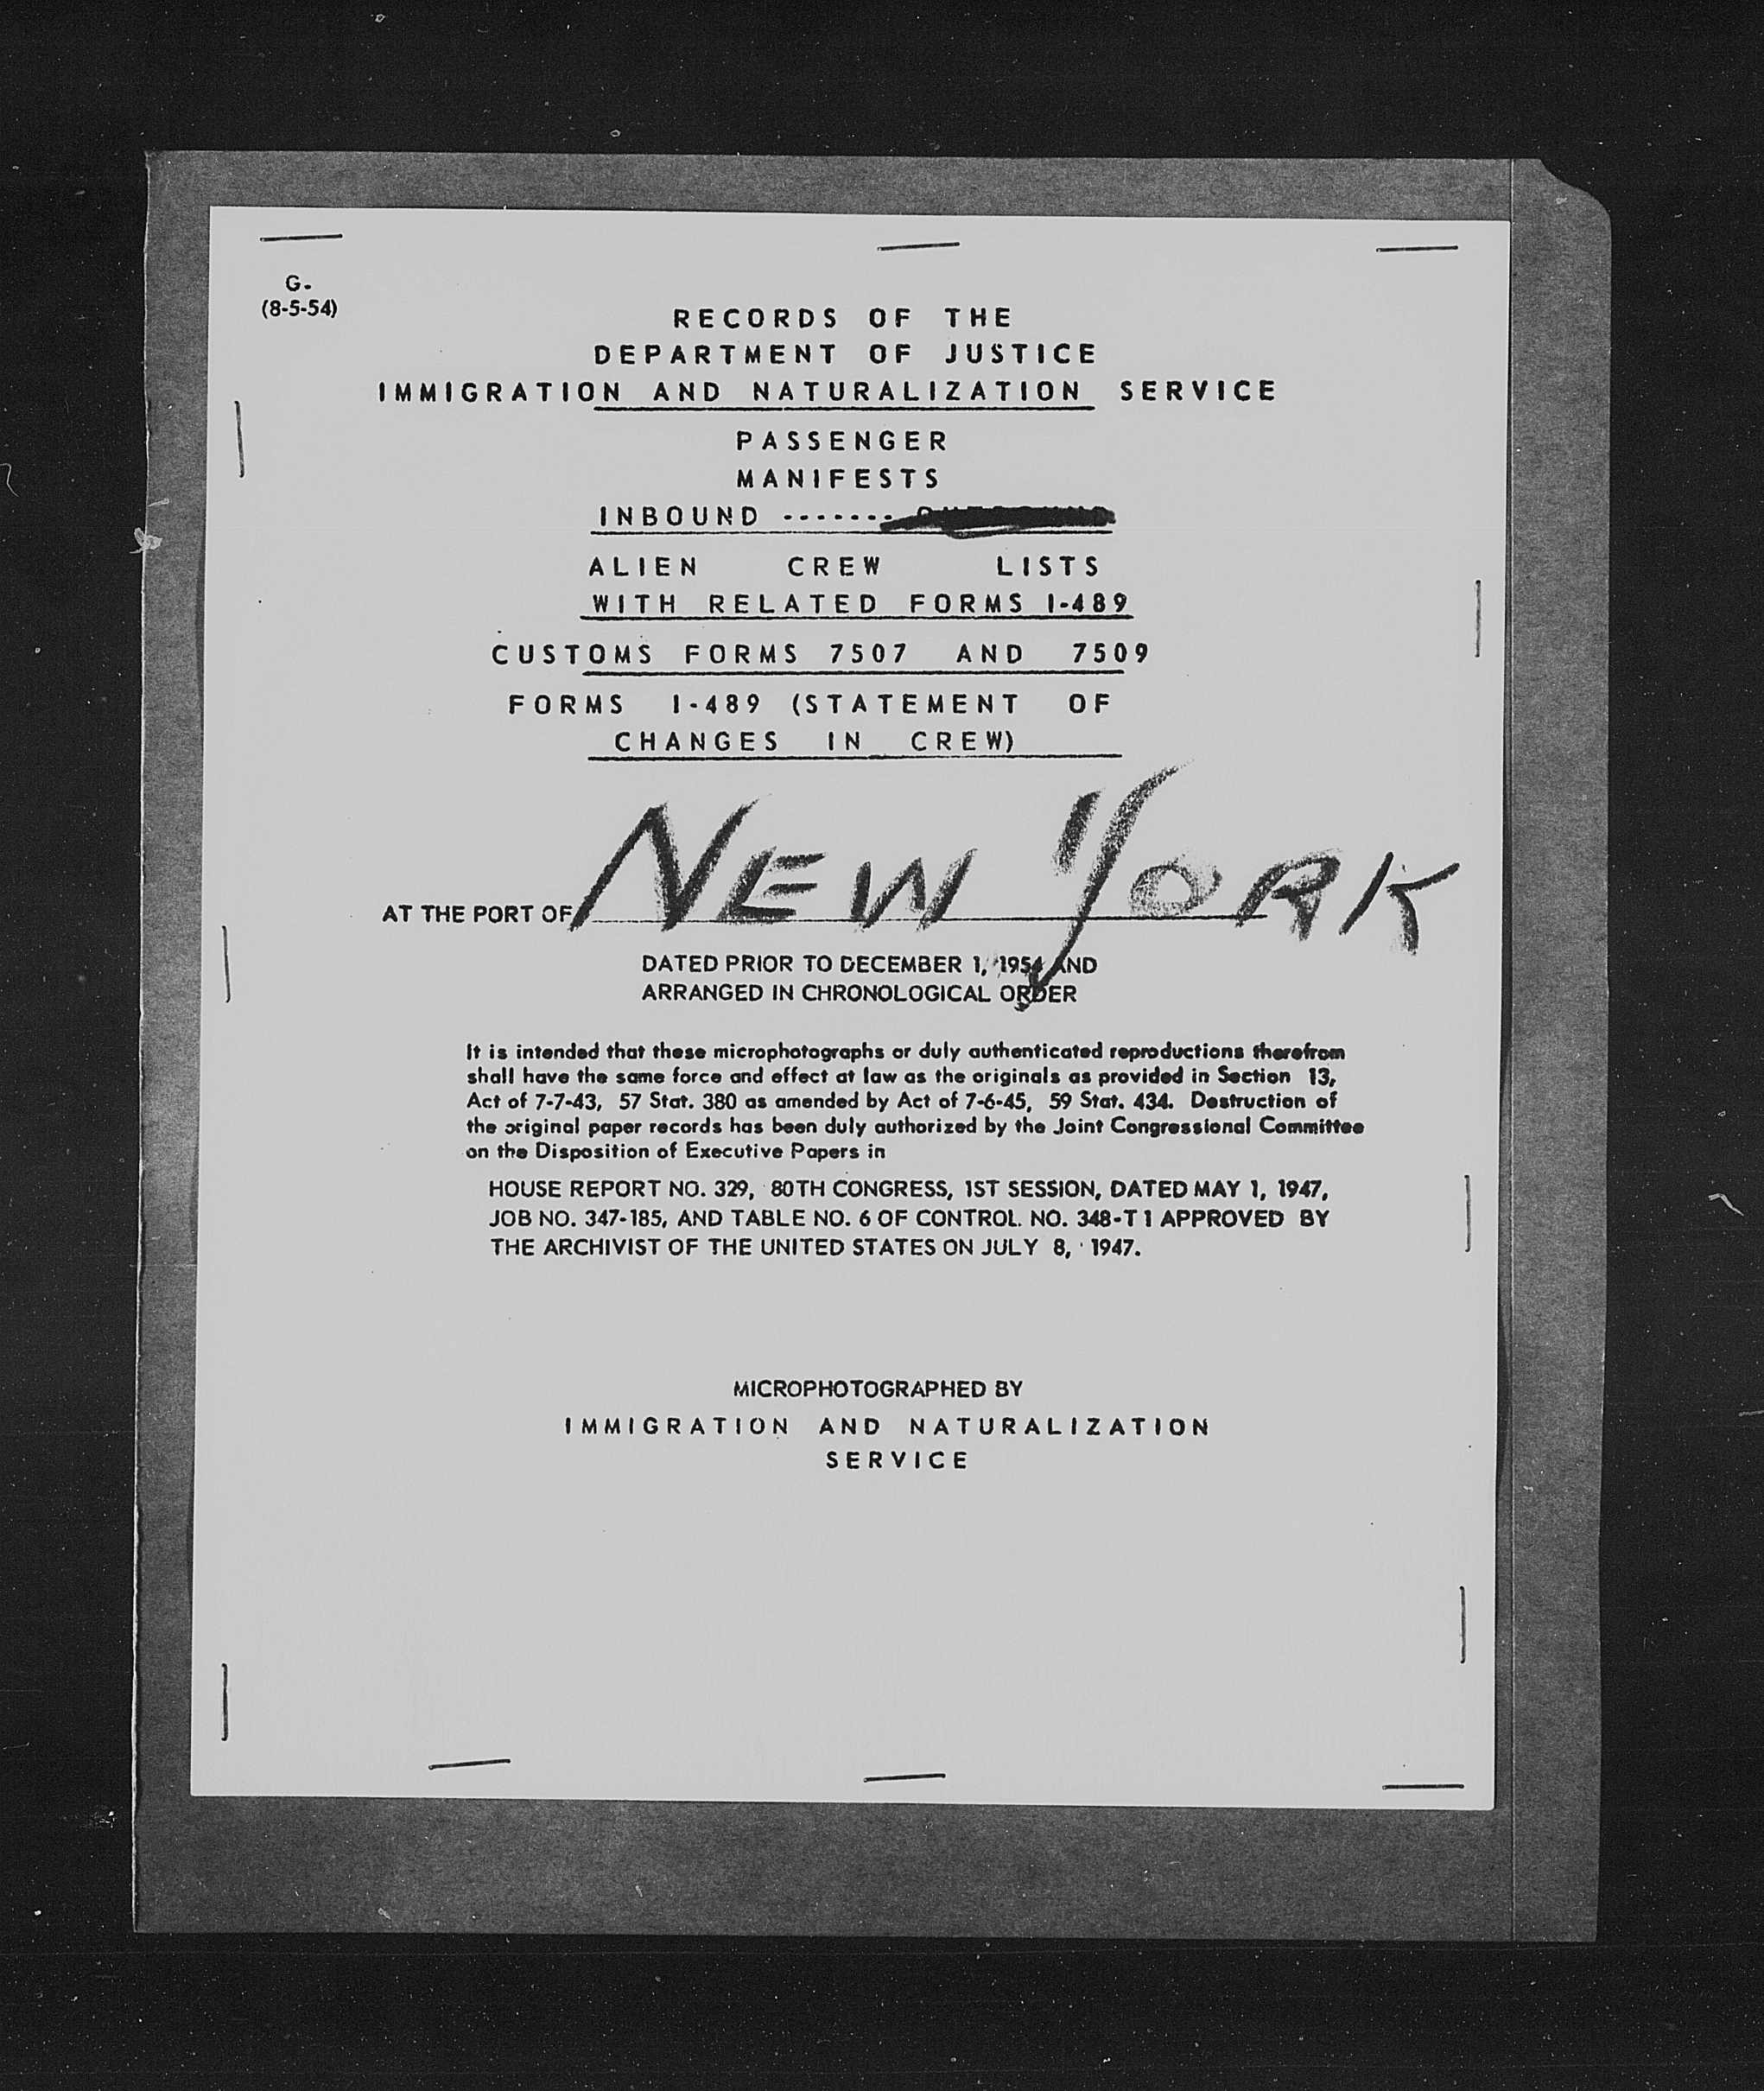 G-
(8-5-54)
RECORDS OF THE
DEPARTMENT OF JUSTICE
IMMIGRATION AND NATURALIZATION SERVICE
PASSENGER
MANIFESTS
INBOUND -------
ALIEN CREW LISTS
WITH RELATED FORMS I-489
CUSTOMS FORMS 7507 AND 7509
FORMS I-489 (STATEMENT OF
CHANGES IN CREW)
AT THE PORT OF NEW YORK
DATED PRIOR TO DECEMBER 1, 1954 AND
ARRANGED IN CHRONOLOGICAL ORDER
It is intended that these microphotographs or duly authenticated reproductions therefrom
shall have the same force and effect at law as the originals as provided in Section 13,
Act of 7-7-43, 57 Stat. 380 as amended by Act of 7-6-45, 59 Stat. 434. Destruction of
the original paper records has been duly authorized by the Joint Congressional Committee
on the Disposition of Executive Papers in
HOUSE REPORT NO. 329, 80TH CONGRESS, 1ST SESSION, DATED MAY 1, 1947,
JOB NO. 347-185, AND TABLE NO. 6 OF CONTROL. NO. 348-T1 APPROVED BY
THE ARCHIVIST OF THE UNITED STATES ON JULY 8, 1947.
MICROPHOTOGRAPHED BY
IMMIGRATION AND NATURALIZATION
SERVICE